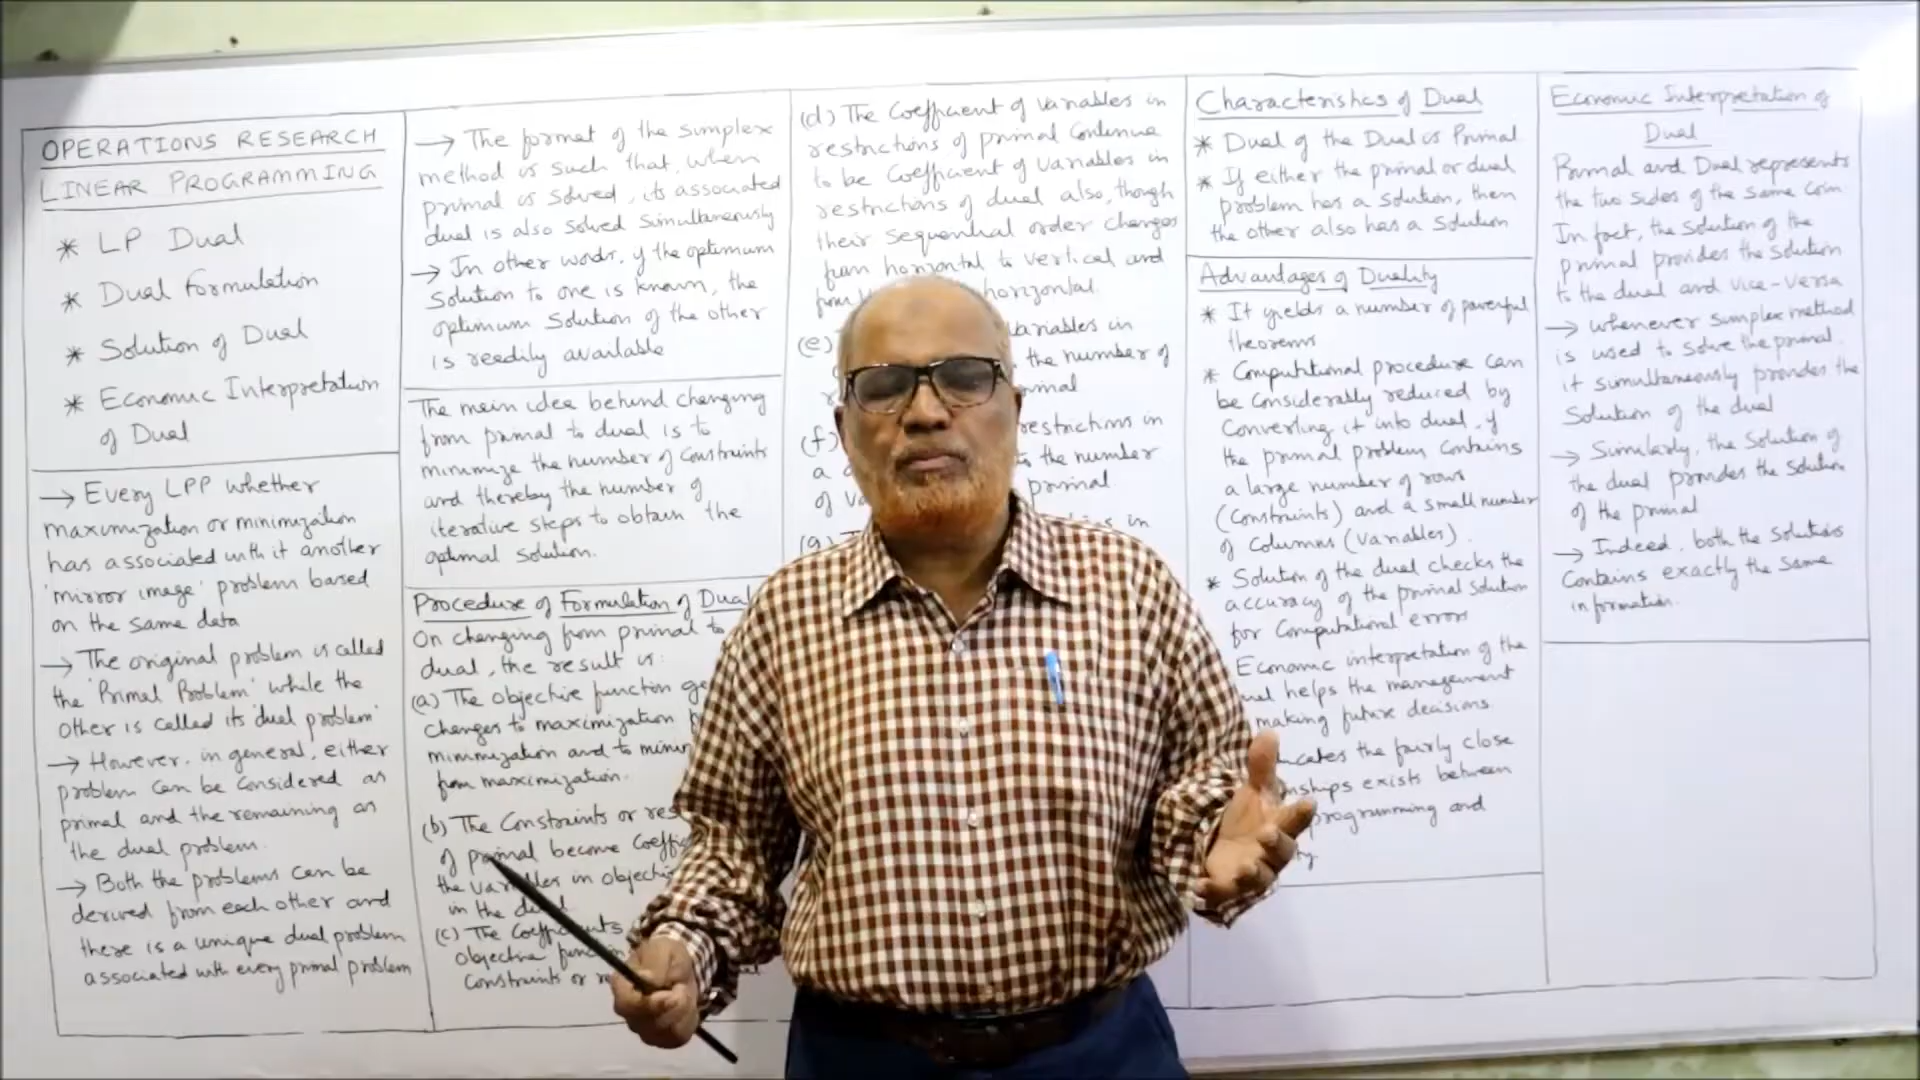 OPERATIONS RESEARCH
LINEAR PROGRAMMING
* LP Dual
* Dual Formulation
* Solution of Dual
* Economic Interpretation
of Dual
→ Every LPP whether
maximization or minimization
has associated with it another
'mirror image' problem based
on the same data
→ The original problem is called
the 'Primal Problem' while the
other is called its 'dual problem'
→ However, in general, either
problem can be considered as
primal and the remaining as
the dual problem.
→ Both the problems can be
derived from each other and
there is a unique dual problem
associated with every primal problem
→ The format of the simplex
method is such that, when
primal is solved, its associated
dual is also solved simultaneously
→ In other words, if the optimum
solution to one is known, the
optimum solution of the other
is readily available
The main idea behind changing
from primal to dual is to
minimize the number of constraints
and thereby the number of
iterative steps to obtain the
optimal solution.
Procedure of Formulation of Dual
On changing from primal to
dual, the result is:
(a) The objective function
changes to maximization
minimization and to
from maximization.
(b) The constraints or
of primal become
the variables in
in the dual
(c) The Coefficients
objective function
constraints or
(d) The Coefficient of variables in
restrictions of primal continue
to be Coefficient of variables in
restrictions of dual also, though
their sequential order changes
from horizontal to vertical and
from horizontal.
(e) variables in
the number of
primal
(f) restrictions in
a the number
of primal
(g) in
Characteristics of Dual
* Dual of the Dual is Primal
* If either the primal or dual
problem has a solution, then
the other also has a solution
Advantages of Duality
* It yields a number of powerful
theorems
* Computational procedure can
be considerably reduced by
converting it into dual, if
the primal problem contains
a large number of rows
(constraints) and a small number
of columns (variables).
* Solution of the dual checks the
accuracy of the primal solution
for computational errors
Economic interpretation of the
helps the management
making future decisions.
the fairly close
exists between
programming and
Economic Interpretation of
Dual
Primal and Dual represents
the two sides of the same coin
In fact, the solution of the
primal provides the solution
to the dual and vice-versa
→ whenever simplex method
is used to solve the primal
it simultaneously provides the
solution of the dual
→ Similarly, the solution of
the dual provides the solution
of the primal
→ Indeed, both the solutions
contains exactly the same
information.